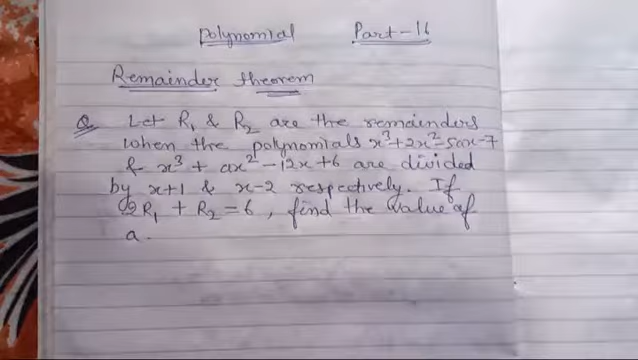 Polynomial Part-16
Remainder theorem
Q Let R₁ & R₂ are the remainders
when the polynomials x³+2x²-5ax-7
& x³ + ax² -12x+6 are divided
by x+1 & x-2 respectively. If
2R₁ + R₂ = 6, find the value of
a.